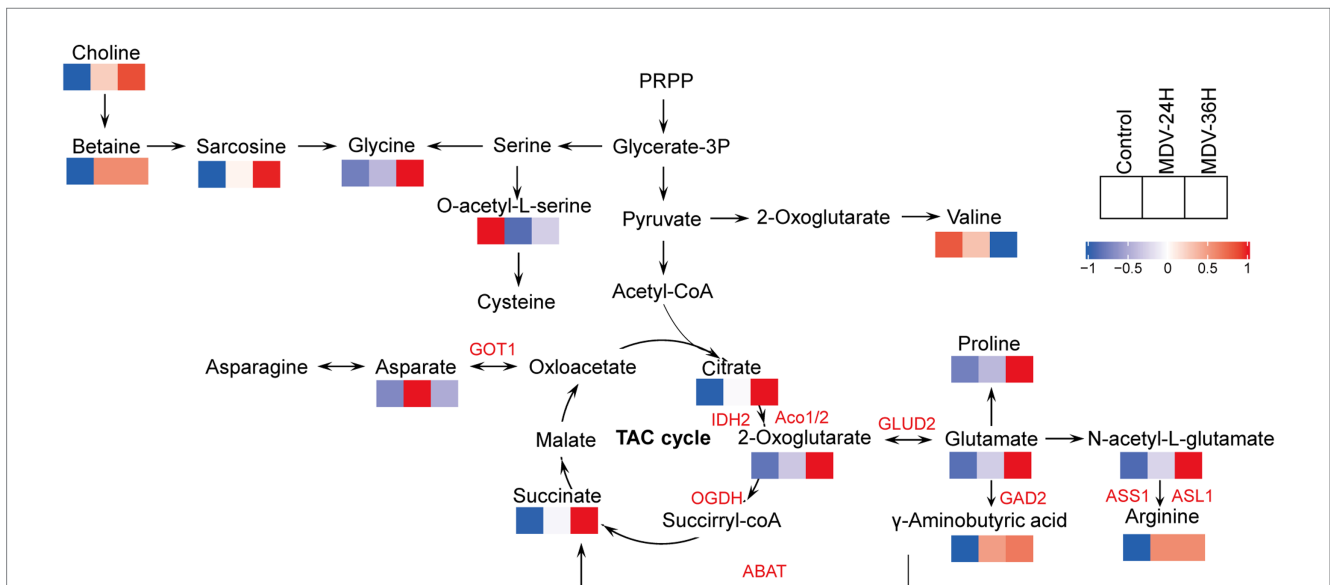 Choline
PRPP
Control
MDV-24H
MDV-36H
Betaine
Sarcosine
Glycine
Serine
Glycerate-3P
O-acetyl-L-serine
Pyruvate
2-Oxoglutarate
Valine
−1
−0.5
0
0.5
1
Cysteine
Acetyl-CoA
Asparagine
Asparate
GOT1
Oxloacetate
Citrate
Proline
IDH2
Aco1/2
Malate
TAC cycle
2-Oxoglutarate
GLUD2
Glutamate
N-acetyl-L-glutamate
Succinate
OGDH
Succirryl-coA
GAD2
γ-Aminobutyric acid
ASS1
ASL1
Arginine
ABAT